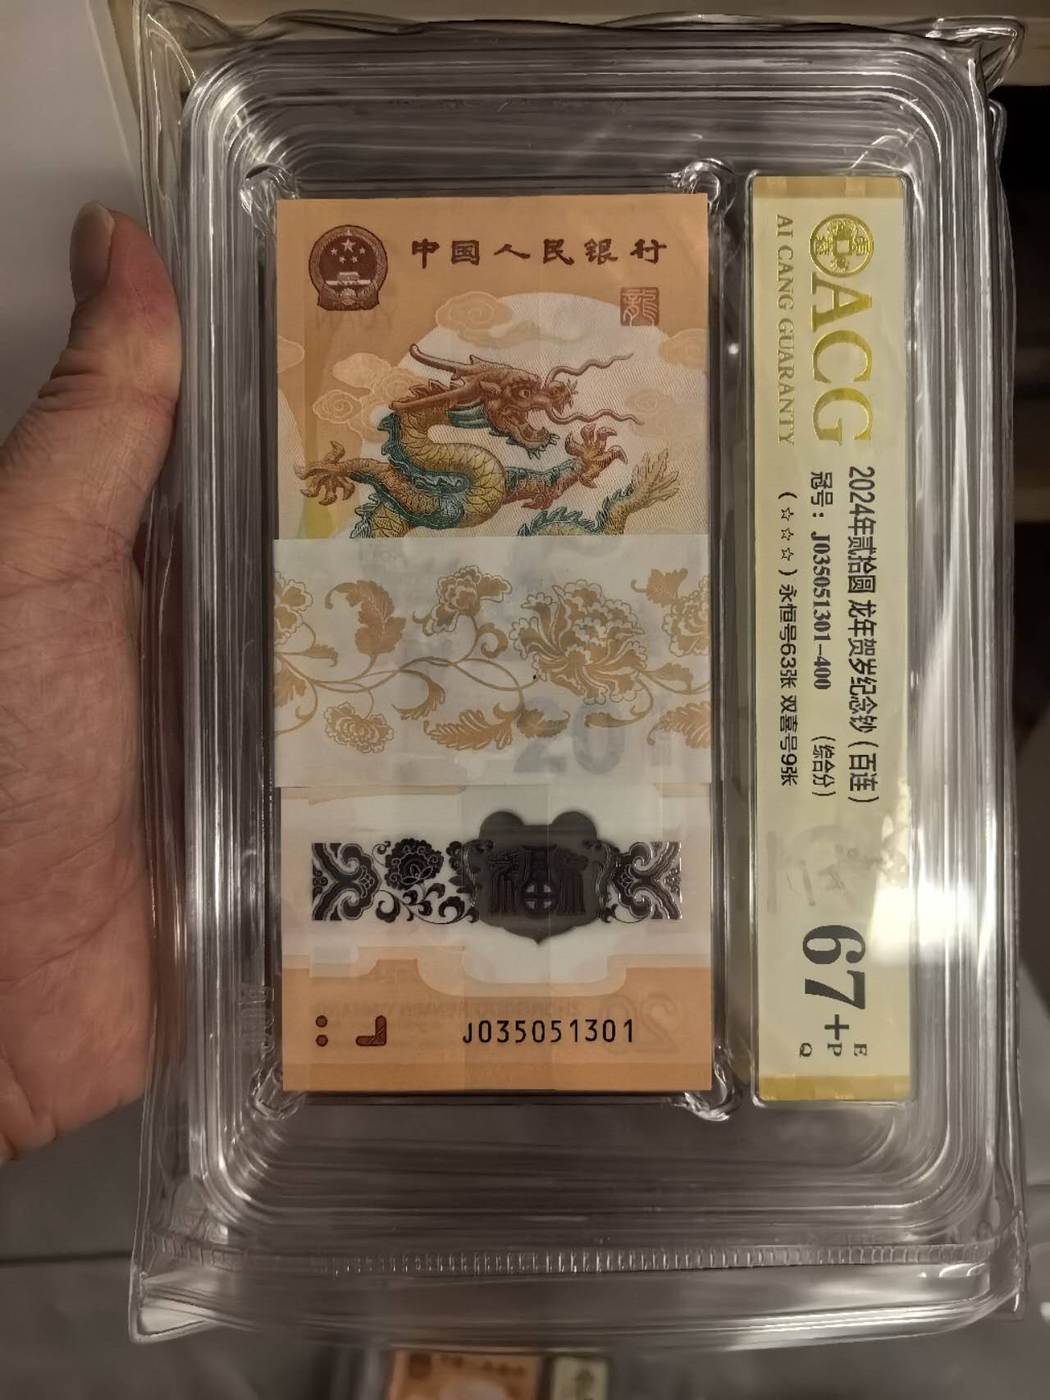 中国人民银行
龍
20
J035051301
ACG
AI CANG GUARANTY
2024年贰拾圆 龙年贺岁纪念钞（百连）
冠号：J035051301-400 （综合分）
（☆☆☆）永恒号63张 双喜号9张
67+
E
P
Q